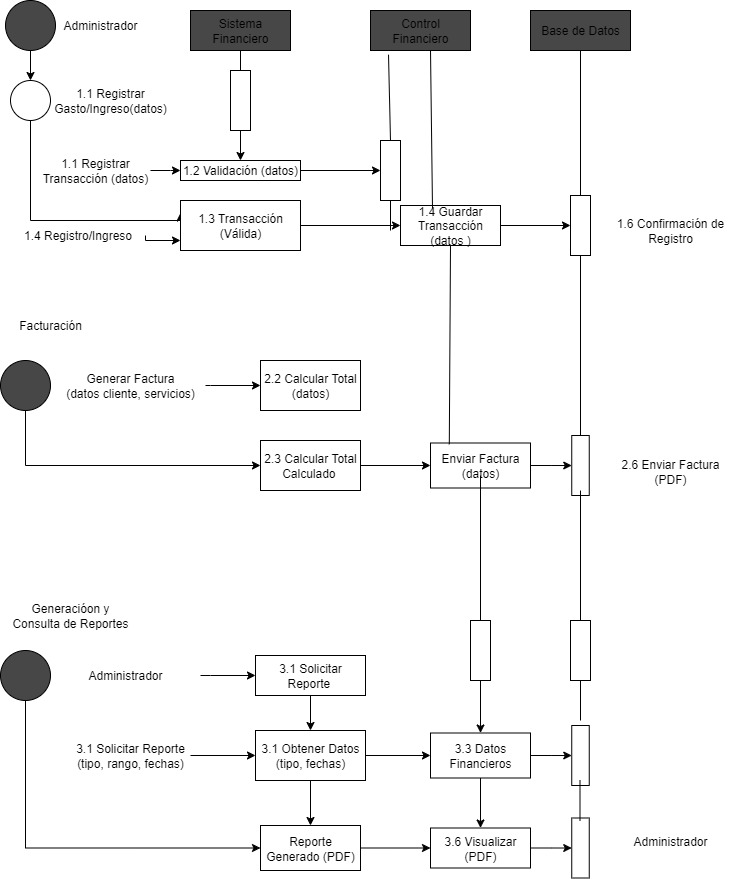 Administrador
Sistema
Financiero
Control
Financiero
Base de Datos
1.1 Registrar
Gasto/Ingreso(datos)
1.1 Registrar
Transacción (datos)
1.2 Validación (datos)
1.3 Transacción
(Válida)
1.4 Guardar
Transacción
(datos )
1.6 Confirmación de
Registro
1.4 Registro/Ingreso
Facturación
Generar Factura
(datos cliente, servicios)
2.2 Calcular Total
(datos)
2.3 Calcular Total
Calculado
Enviar Factura
(datos)
2.6 Enviar Factura
(PDF)
Generacióon y
Consulta de Reportes
Administrador
3.1 Solicitar
Reporte
3.1 Solicitar Reporte
(tipo, rango, fechas)
3.1 Obtener Datos
(tipo, fechas)
3.3 Datos
Financieros
Reporte
Generado (PDF)
3.6 Visualizar
(PDF)
Administrador